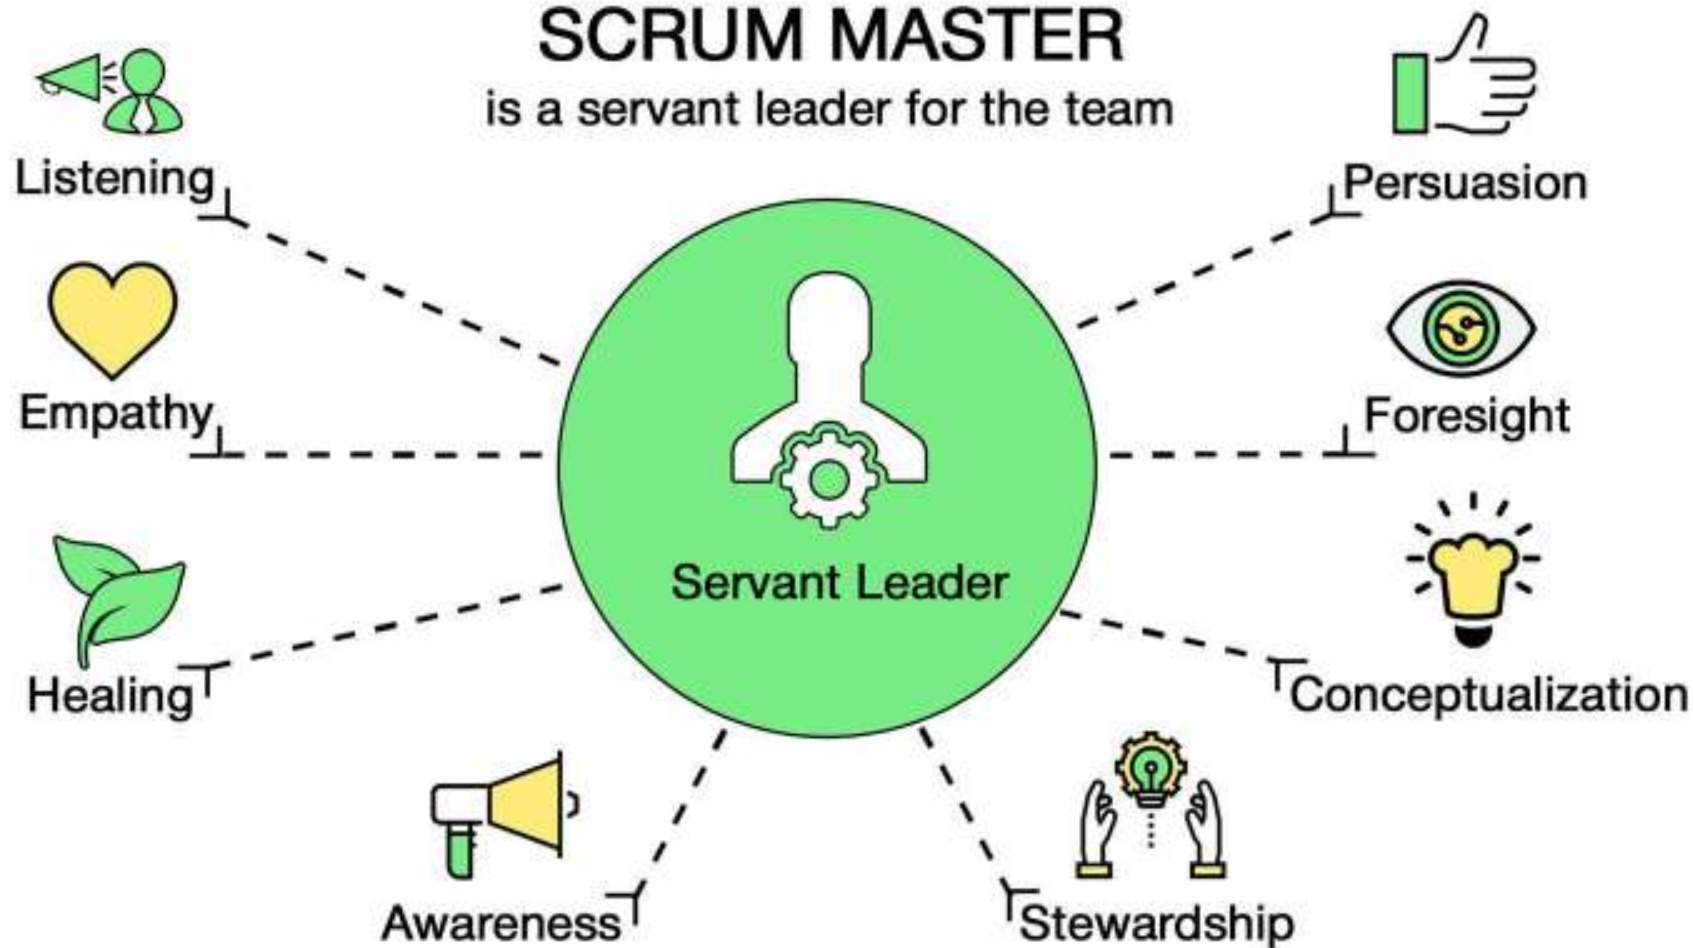 SCRUM MASTER
is a servant leader for the team
Listening
Persuasion
Empathy
Foresight
Servant Leader
Healing
Conceptualization
Awareness
Stewardship